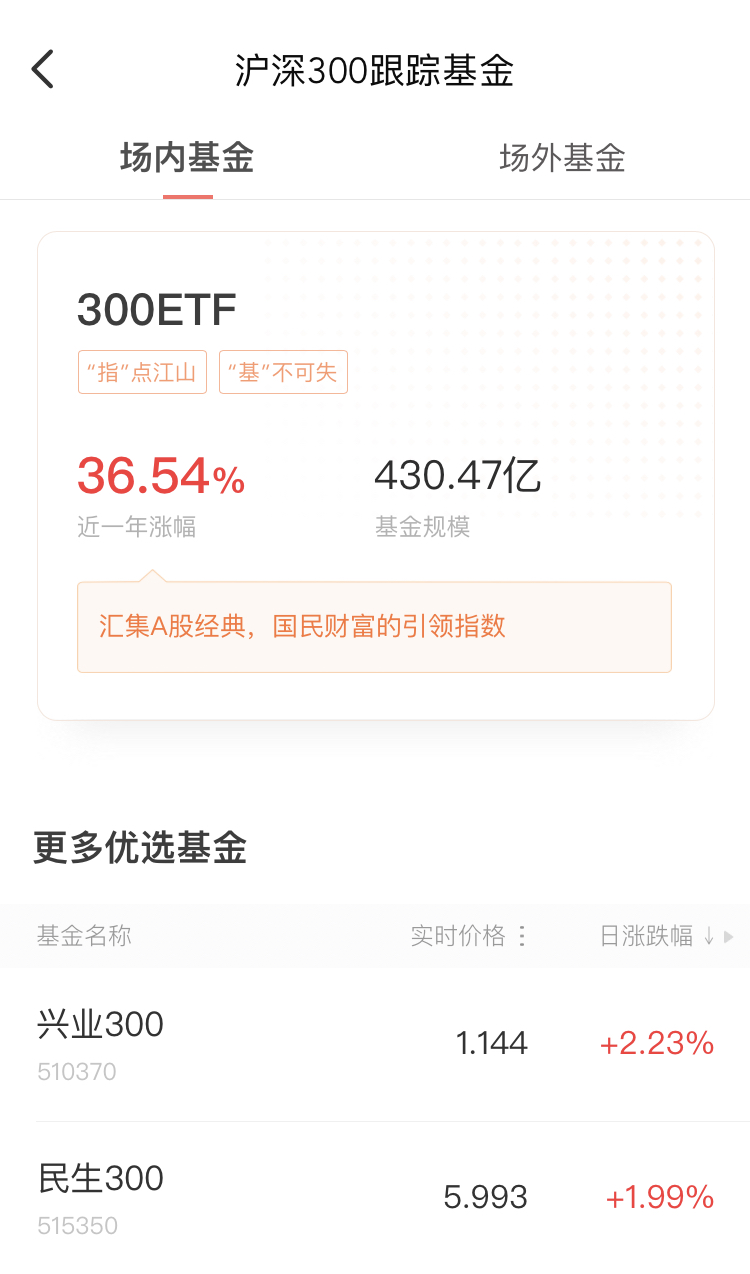 沪深300跟踪基金
场内基金 场外基金
300ETF
“指”点江山 “基”不可失
36.54% 430.47亿
近一年涨幅 基金规模
汇集A股经典，国民财富的引领指数
更多优选基金
基金名称 实时价格 日涨跌幅 ↓
兴业300
1.144 +2.23%
510370
民生300
5.993 +1.99%
515350